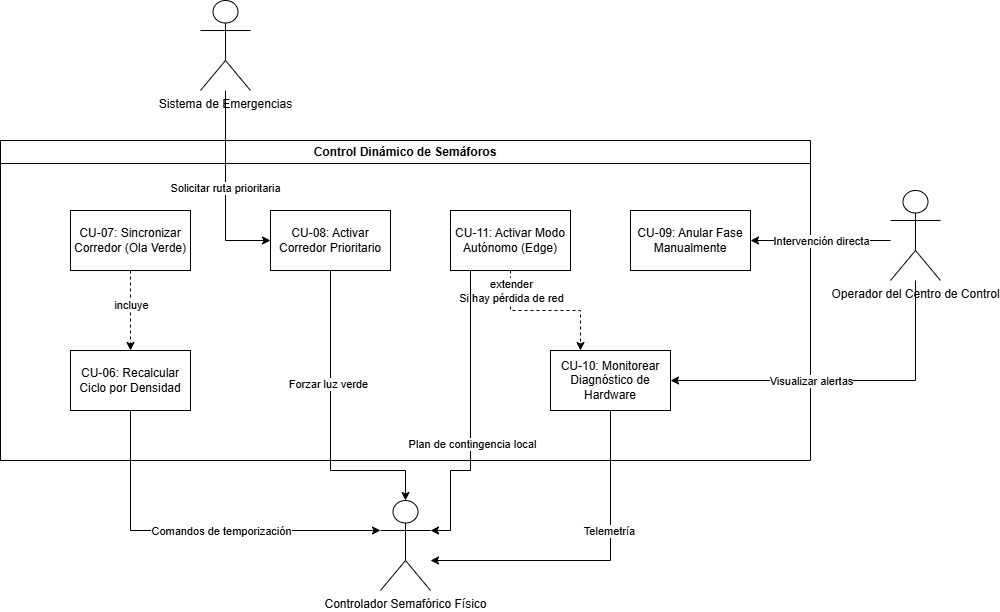 Sistema de Emergencias
Control Dinámico de Semáforos
Solicitar ruta prioritaria
CU-07: Sincronizar
Corredor (Ola Verde)
CU-08: Activar
Corredor Prioritario
CU-11: Activar Modo
Autónomo (Edge)
CU-09: Anular Fase
Manualmente
Intervención directa
Operador del Centro de Control
extender
Si hay pérdida de red
incluye
CU-06: Recalcular
Ciclo por Densidad
Forzar luz verde
CU-10: Monitorear
Diagnóstico de
Hardware
Visualizar alertas
Plan de contingencia local
Comandos de temporización
Telemetría
Controlador Semafórico Físico